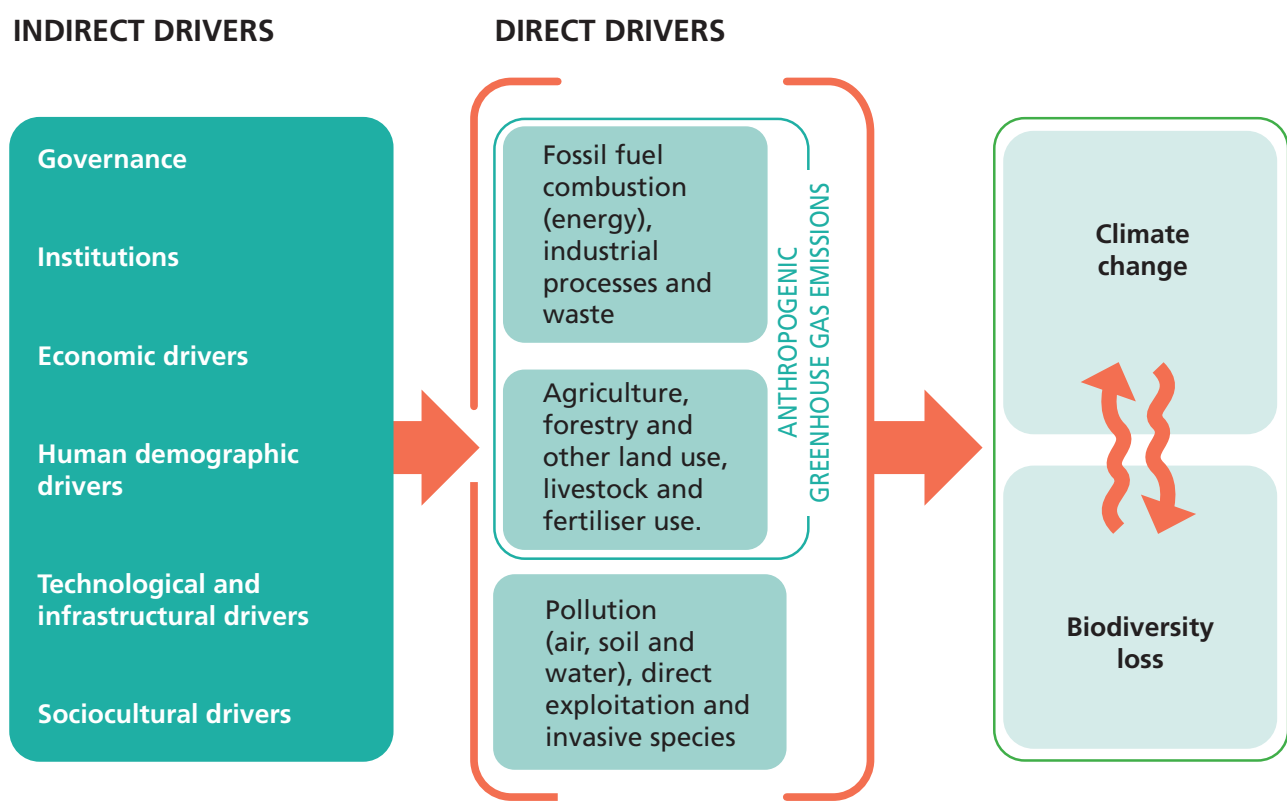 INDIRECT DRIVERS
DIRECT DRIVERS
Governance
Institutions
Economic drivers
Human demographic
drivers
Technological and
infrastructural drivers
Sociocultural drivers
Fossil fuel
combustion
(energy),
industrial
processes and
waste
Agriculture,
forestry and
other land use,
livestock and
fertiliser use.
ANTHROPOGENIC
GREENHOUSE GAS EMISSIONS
Pollution
(air, soil and
water), direct
exploitation and
invasive species
Climate
change
Biodiversity
loss